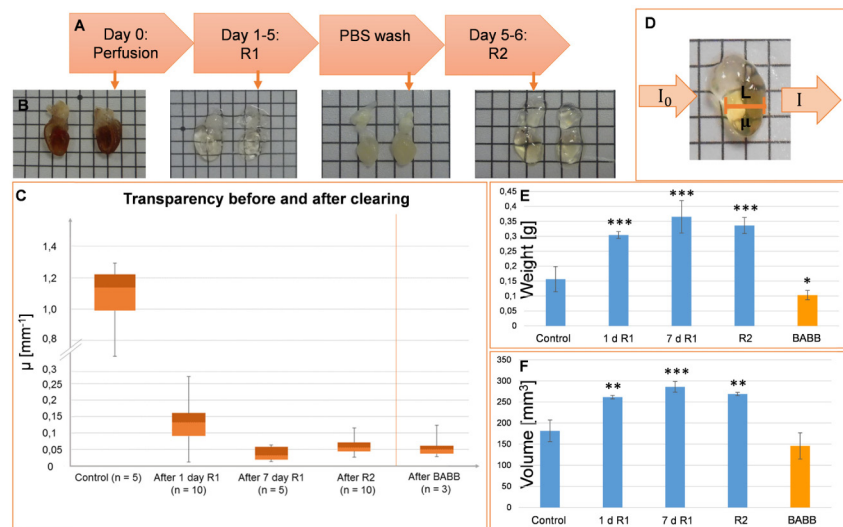 A
Day 0:
Perfusion
Day 1-5:
R1
PBS wash
Day 5-6:
R2
B
C
Transparency before and after clearing
µ [mm⁻¹]
1,4
1,2
1,0
0,8
0,3
0,25
0,2
0,15
0,1
0,05
0
Control (n = 5)
After 1 day R1
(n = 10)
After 7 day R1
(n = 5)
After R2
(n = 10)
After BABB
(n = 3)
D
I₀
L
µ
I
E
Weight [g]
0,45
0,4
0,35
0,3
0,25
0,2
0,15
0,1
0,05
0
***
***
***
*
Control
1 d R1
7 d R1
R2
BABB
F
Volume [mm³]
350
300
250
200
150
100
50
0
**
***
**
Control
1 d R1
7 d R1
R2
BABB